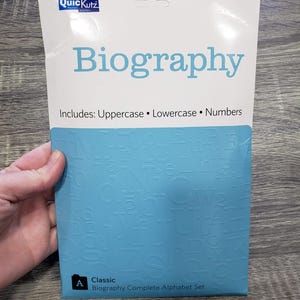 QuicKutz
Biography
Includes: Uppercase • Lowercase • Numbers
A
Classic
Biography Complete Alphabet Set